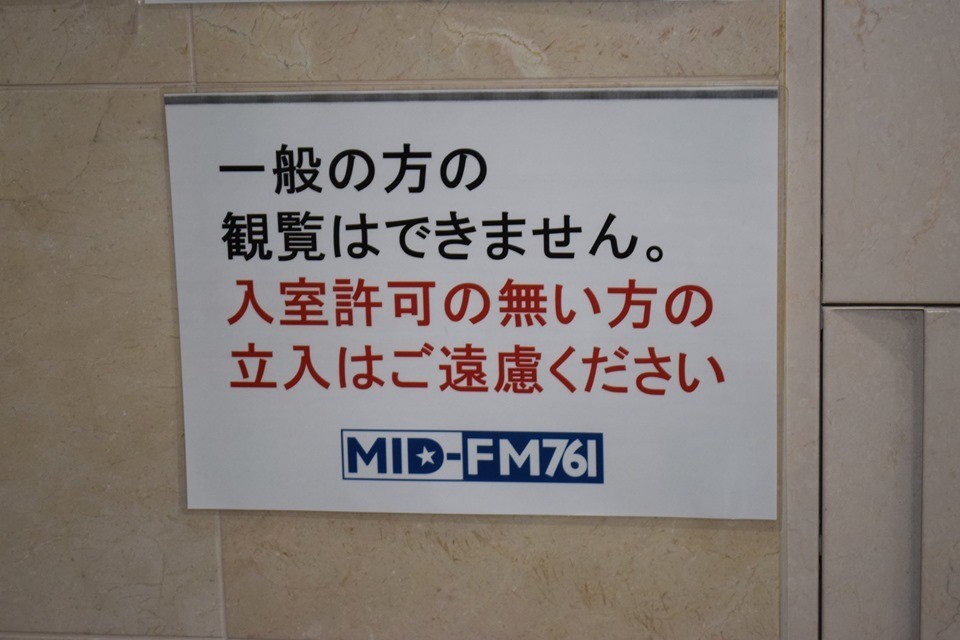 一般の方の
観覧はできません。
入室許可の無い方の
立入はご遠慮ください
MID-FM761